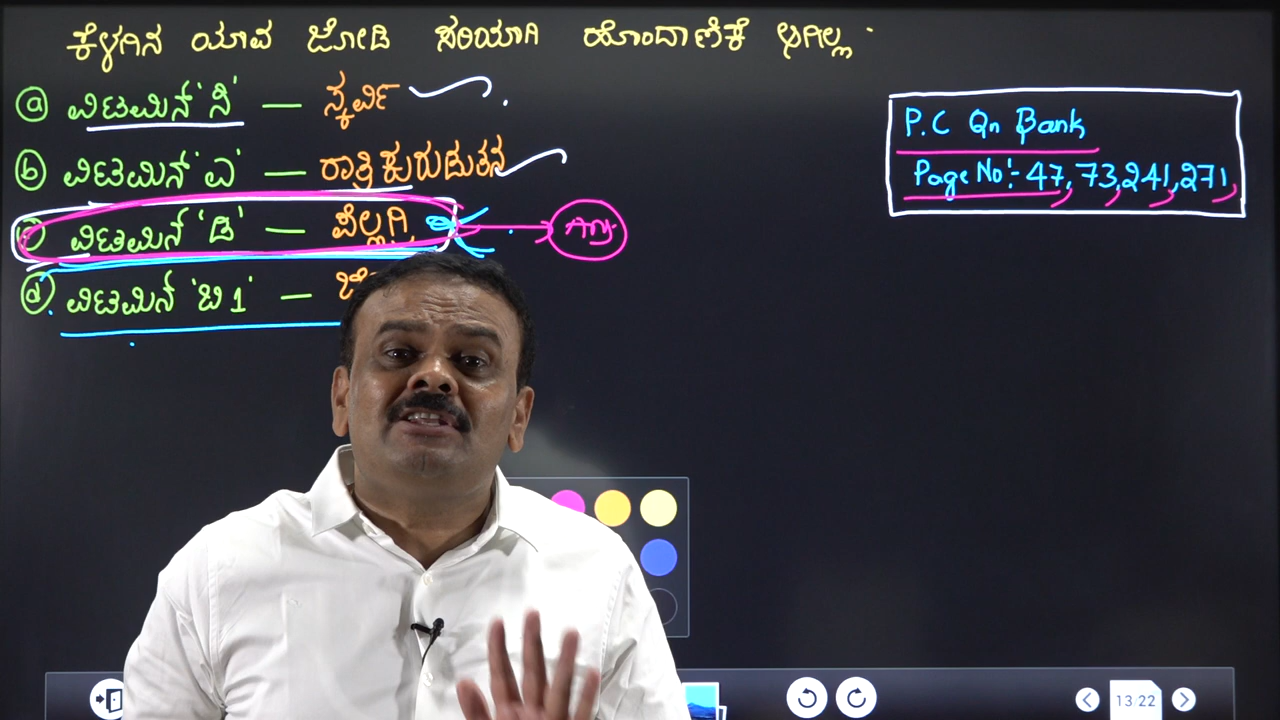 ಕೆಳಗಿನ ಯಾವ ಜೋಡಿ ಸರಿಯಾಗಿ ಹೊಂದಾಣಿಕೆ ಆಗಿಲ್ಲ.
ⓐ ವಿಟಮಿನ್ 'ಸಿ' — ಸ್ಕರ್ವಿ
ⓑ ವಿಟಮಿನ್ 'ಎ' — ರಾತ್ರಿ ಕುರುಡುತನ
ವಿಟಮಿನ್ 'ಡಿ' — ಪೆಲ್ಲಗ್ರ Ans
ⓓ ವಿಟಮಿನ್ 'ಬಿ 1' —
P.C Qn Bank
Page No:- 47, 73, 241, 271,
13:22